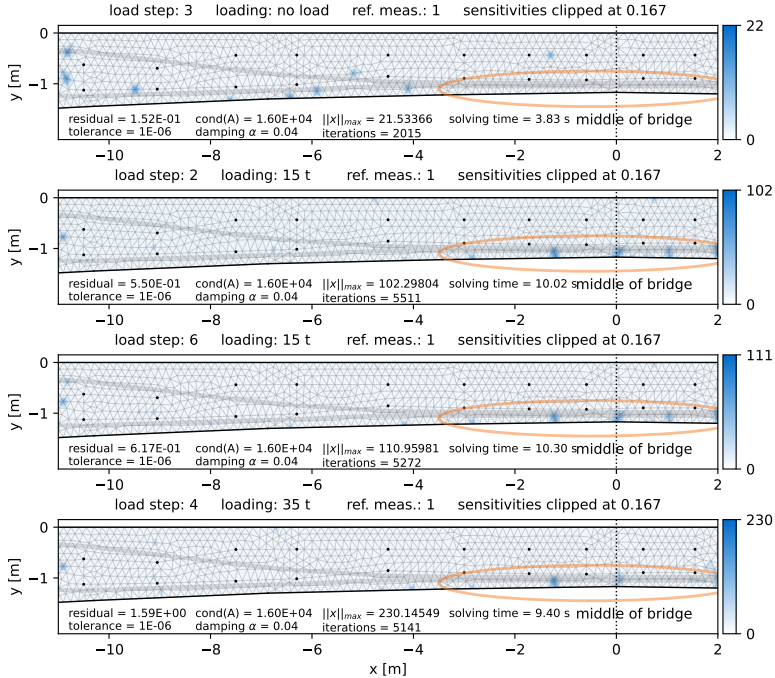 load step: 3 loading: no load ref. meas.: 1 sensitivities clipped at 0.167
22
0
y [m]
0
−1
residual = 1.52E-01 cond(A) = 1.60E+04 ||x||max = 21.53366 solving time = 3.83 s middle of bridge
tolerance = 1E-06 damping α = 0.04 iterations = 2015
−10 −8 −6 −4 −2 0 2
load step: 2 loading: 15 t ref. meas.: 1 sensitivities clipped at 0.167
102
0
y [m]
0
−1
residual = 5.50E-01 cond(A) = 1.60E+04 ||x||max = 102.29804 solving time = 10.02 s middle of bridge
tolerance = 1E-06 damping α = 0.04 iterations = 5511
−10 −8 −6 −4 −2 0 2
load step: 6 loading: 15 t ref. meas.: 1 sensitivities clipped at 0.167
111
0
y [m]
0
−1
residual = 6.17E-01 cond(A) = 1.60E+04 ||x||max = 110.95981 solving time = 10.30 s middle of bridge
tolerance = 1E-06 damping α = 0.04 iterations = 5272
−10 −8 −6 −4 −2 0 2
load step: 4 loading: 35 t ref. meas.: 1 sensitivities clipped at 0.167
230
0
y [m]
0
−1
residual = 1.59E+00 cond(A) = 1.60E+04 ||x||max = 230.14549 solving time = 9.40 s middle of bridge
tolerance = 1E-06 damping α = 0.04 iterations = 5141
−10 −8 −6 −4 −2 0 2
x [m]